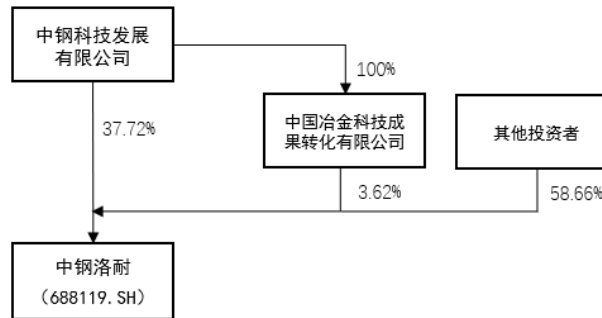 中钢科技发展
有限公司
100%
37.72%
中国冶金科技成
果转化有限公司
其他投资者
3.62%
58.66%
中钢洛耐
（688119.SH）